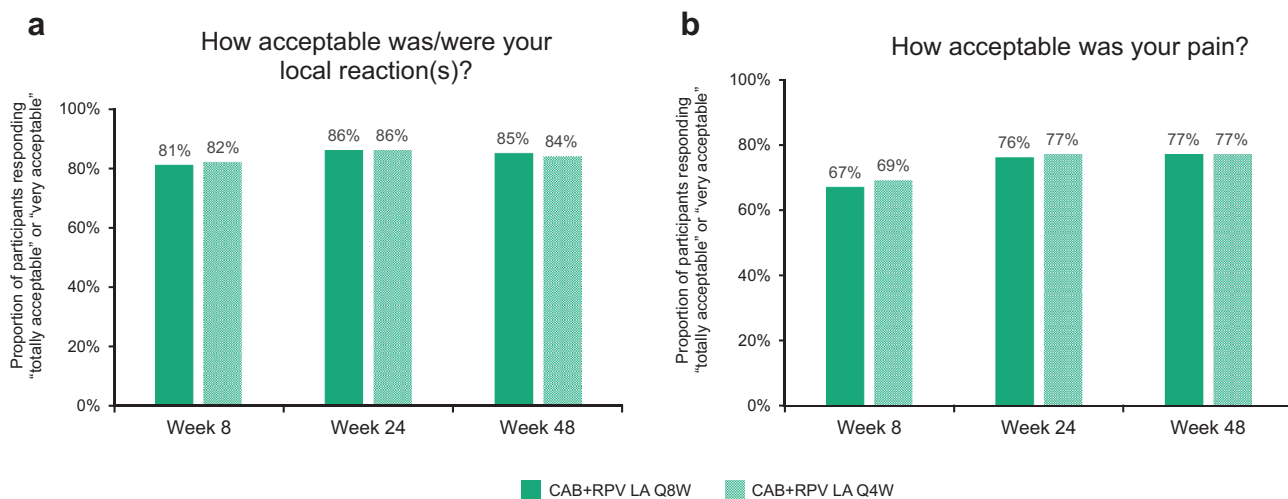 a
How acceptable was/were your
local reaction(s)?
Proportion of participants responding
“totally acceptable” or “very acceptable”
100%
80%
60%
40%
20%
0%
81%
82%
86%
86%
85%
84%
Week 8
Week 24
Week 48
b
How acceptable was your pain?
Proportion of participants responding
“totally acceptable” or “very acceptable”
100%
80%
60%
40%
20%
0%
67%
69%
76%
77%
77%
77%
Week 8
Week 24
Week 48
CAB+RPV LA Q8W
CAB+RPV LA Q4W